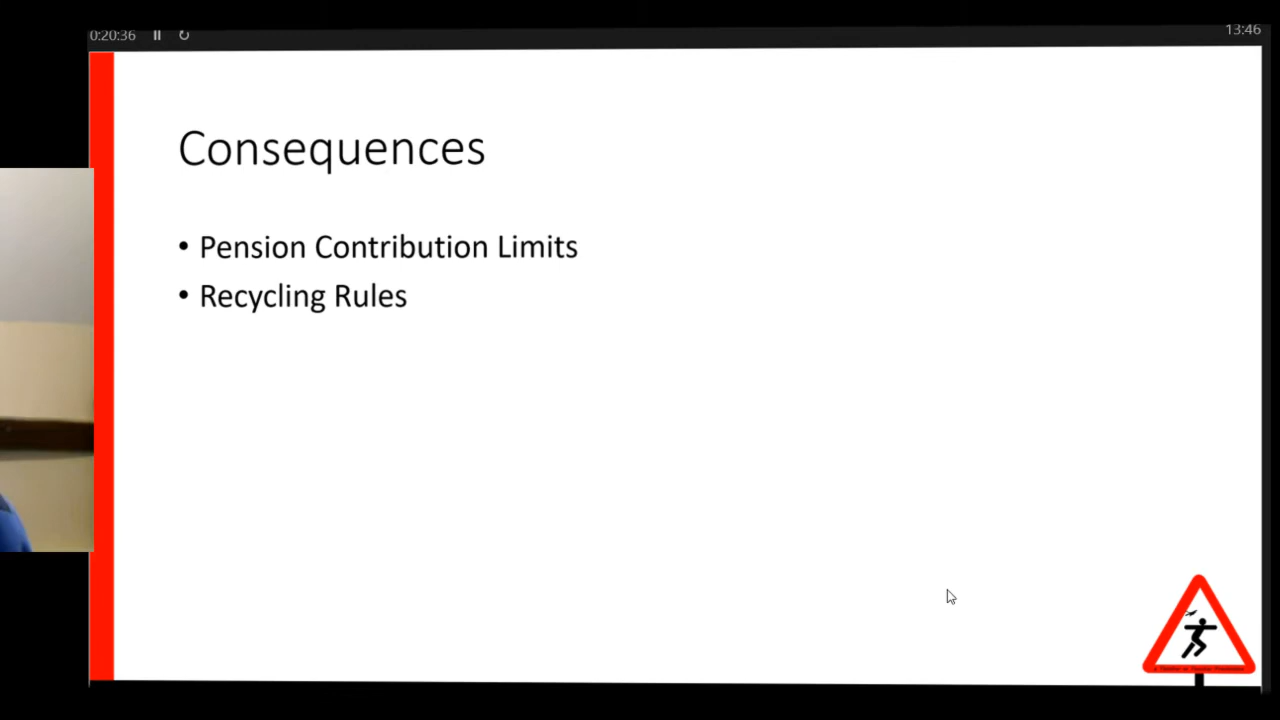 0:20:36
13:46
Consequences
• Pension Contribution Limits
• Recycling Rules